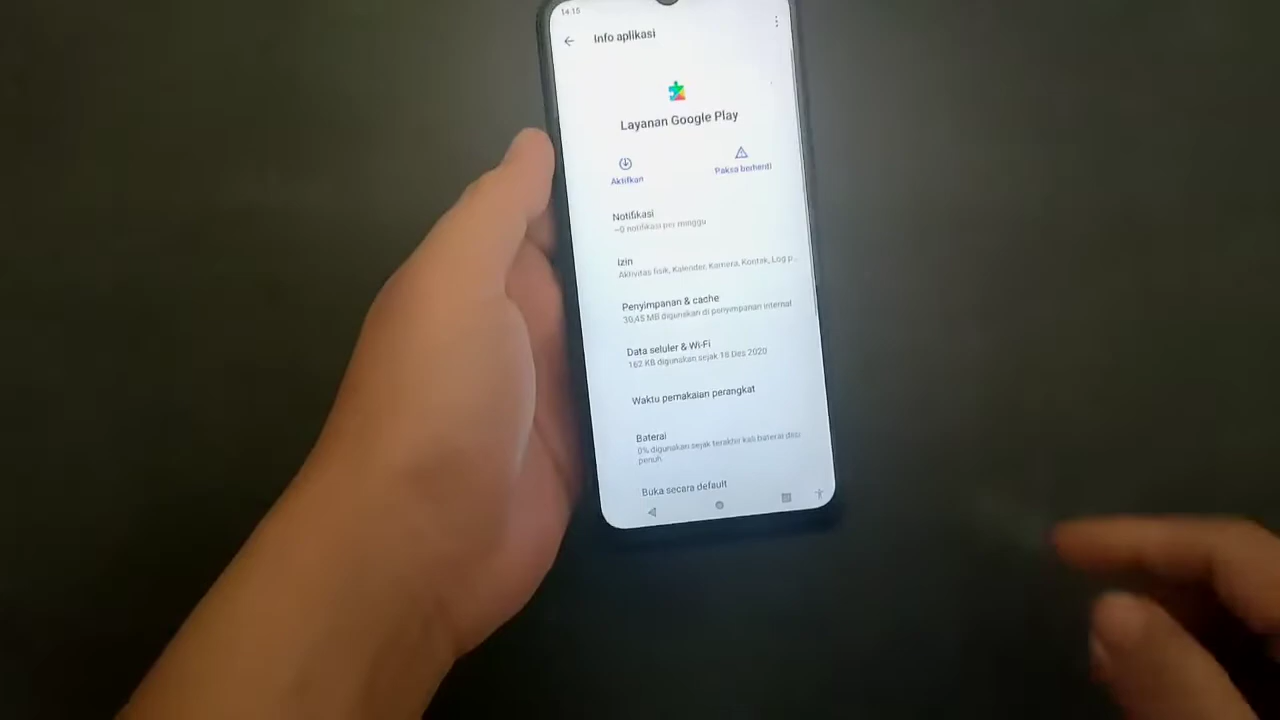 14.15
Info aplikasi
Layanan Google Play
Aktifkan
Paksa berhenti
Notifikasi
~0 notifikasi per minggu
Izin
Aktivitas fisik, Kalender, Kamera, Kontak, Log p...
Penyimpanan & cache
30,45 MB digunakan di penyimpanan internal
Data seluler & Wi-Fi
162 KB digunakan sejak 18 Des 2020
Waktu pemakaian perangkat
Baterai
0% digunakan sejak terakhir kali baterai diisi
penuh
Buka secara default